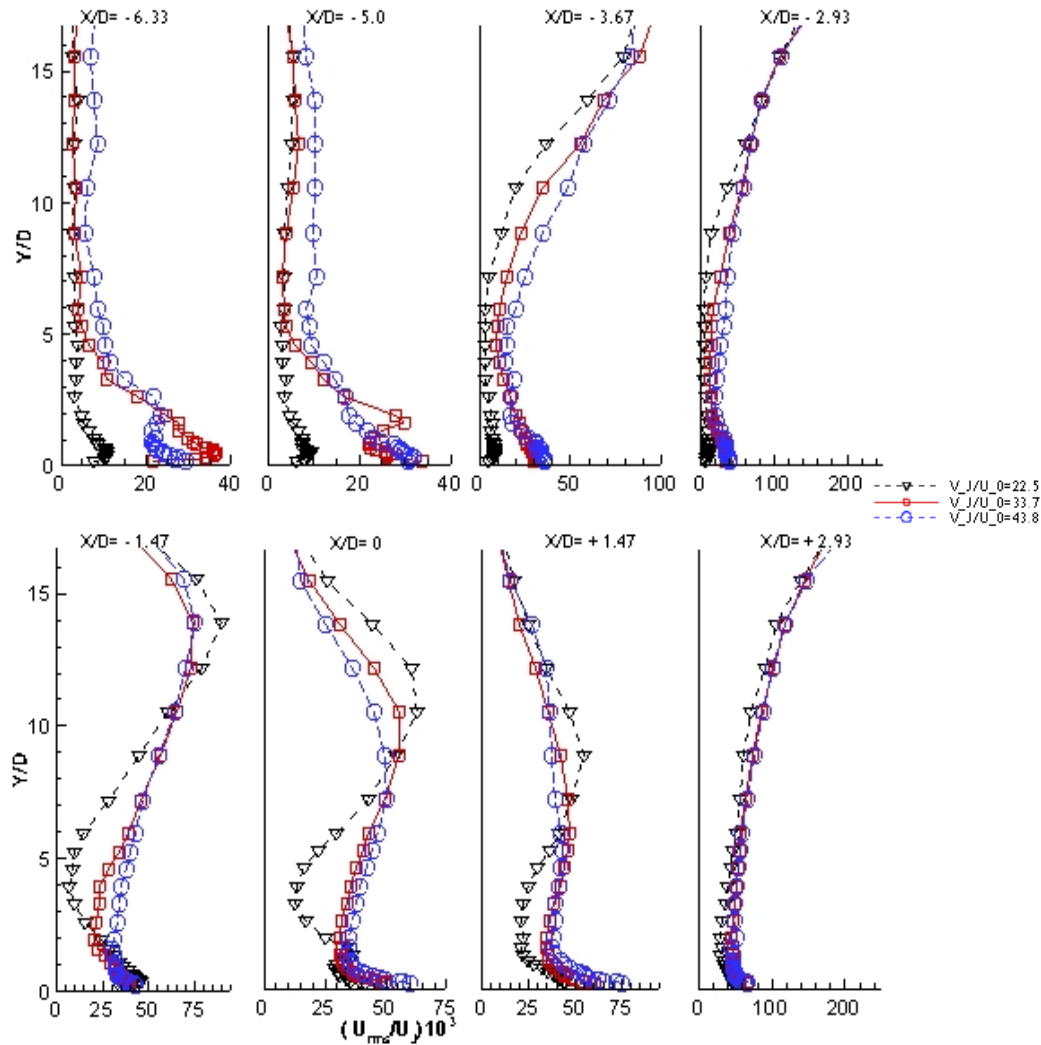 X/D= - 6.33 X/D= - 5.0 X/D= - 3.67 X/D= - 2.93
15
10
5
0
Y/D
0 20 40 0 20 40 0 50 100 0 100 200
V_J/U_0=22.5
V_J/U_0=33.7
V_J/U_0=43.8
X/D= - 1.47 X/D= 0 X/D= + 1.47 X/D= + 2.93
15
10
5
0
Y/D
0 25 50 75 0 25 50 75 0 25 50 75 0 100 200
(U_rms/U_J)10^3